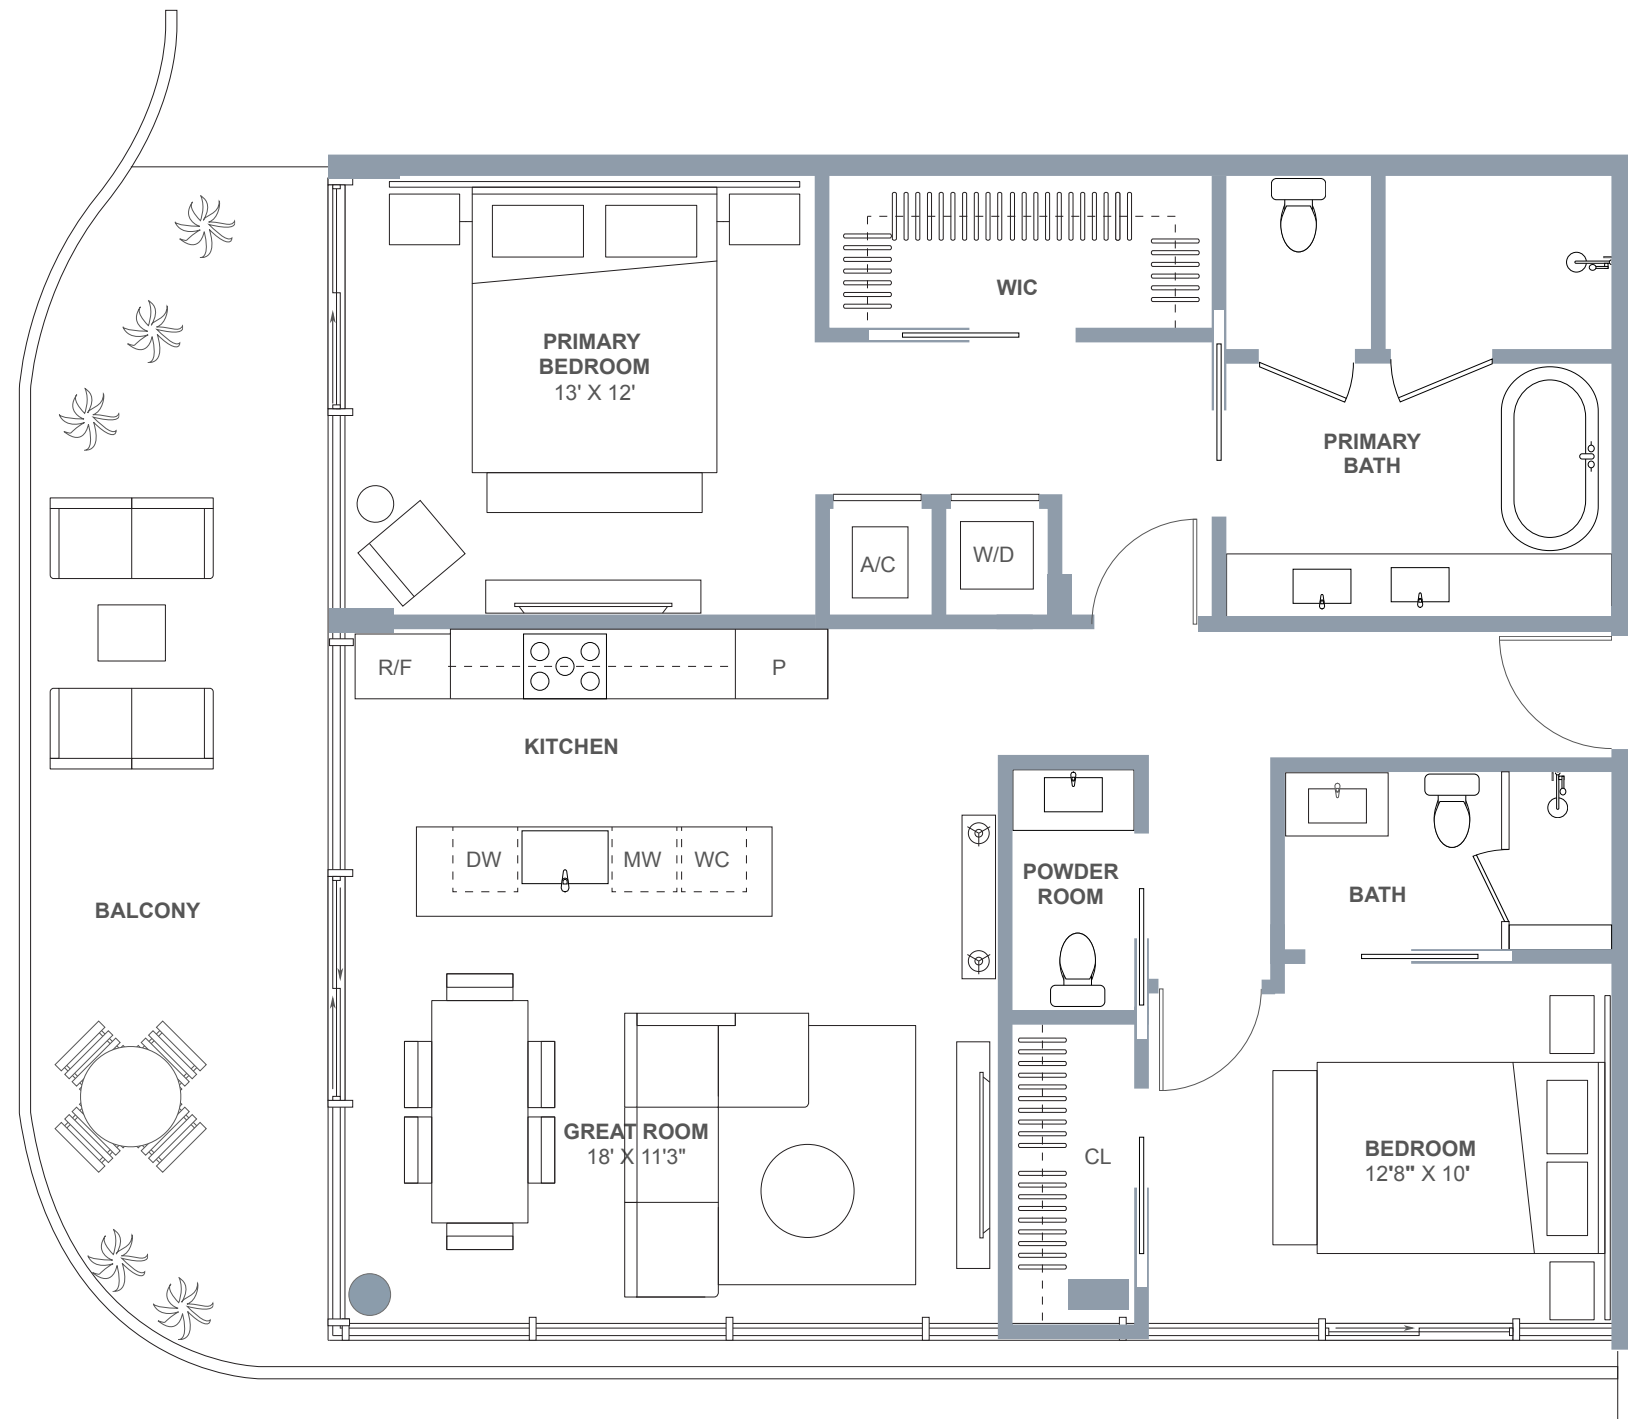 WIC
PRIMARY
BEDROOM
13' X 12'
PRIMARY
BATH
A/C
W/D
R/F
P
KITCHEN
DW
MW
WC
POWDER
ROOM
BATH
BALCONY
GREAT ROOM
18' X 11'3"
CL
BEDROOM
12'8" X 10'